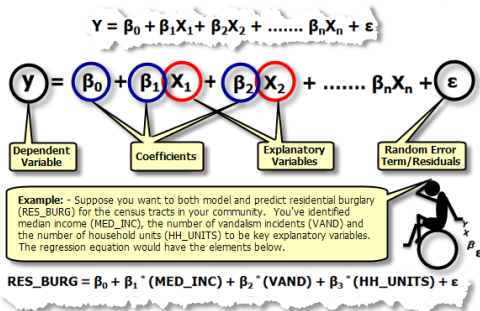 Y = β0 + β1X1+ β2X2 + ....... βnXn + ε
y = β0 + β1 X1 + β2 X2 + ....... βnXn + ε
Dependent Variable
Coefficients
Explanatory Variables
Random Error Term/Residuals
Example: - Suppose you want to both model and predict residential burglary
(RES_BURG) for the census tracts in your community. You've identified
median income (MED_INC), the number of vandalism incidents (VAND) and
the number of household units (HH_UNITS) to be key explanatory variables.
The regression equation would have the elements below.
Y
X
β
ε
RES_BURG = β0 + β1*(MED_INC) + β2*(VAND) + β3*(HH_UNITS) + ε